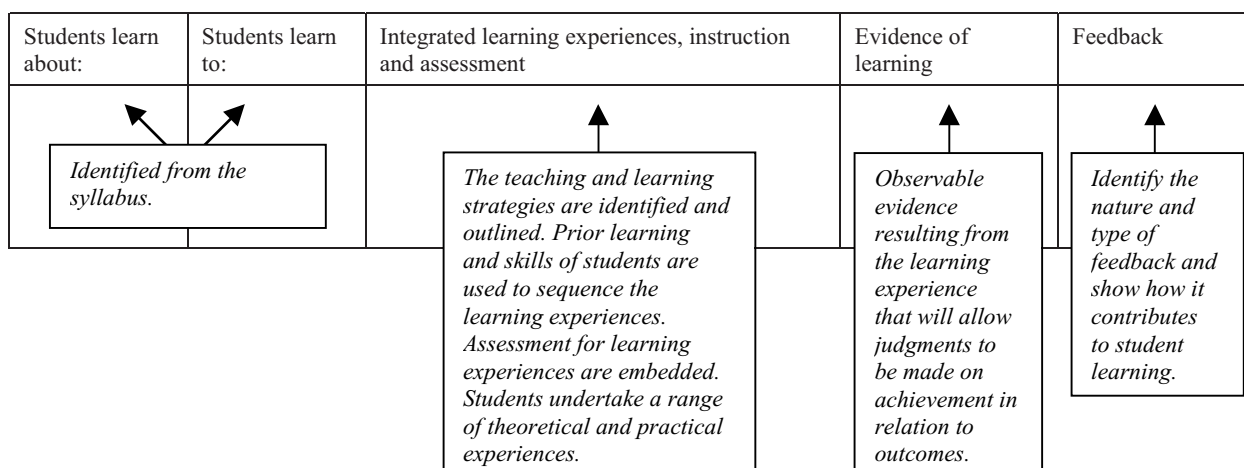 Students learn
about:
Students learn
to:
Integrated learning experiences, instruction
and assessment
Evidence of
learning
Feedback
Identified from the
syllabus.
The teaching and learning
strategies are identified and
outlined. Prior learning
and skills of students are
used to sequence the
learning experiences.
Assessment for learning
experiences are embedded.
Students undertake a range
of theoretical and practical
experiences.
Observable
evidence
resulting from
the learning
experience
that will allow
judgments to
be made on
achievement in
relation to
outcomes.
Identify the
nature and
type of
feedback and
show how it
contributes
to student
learning.